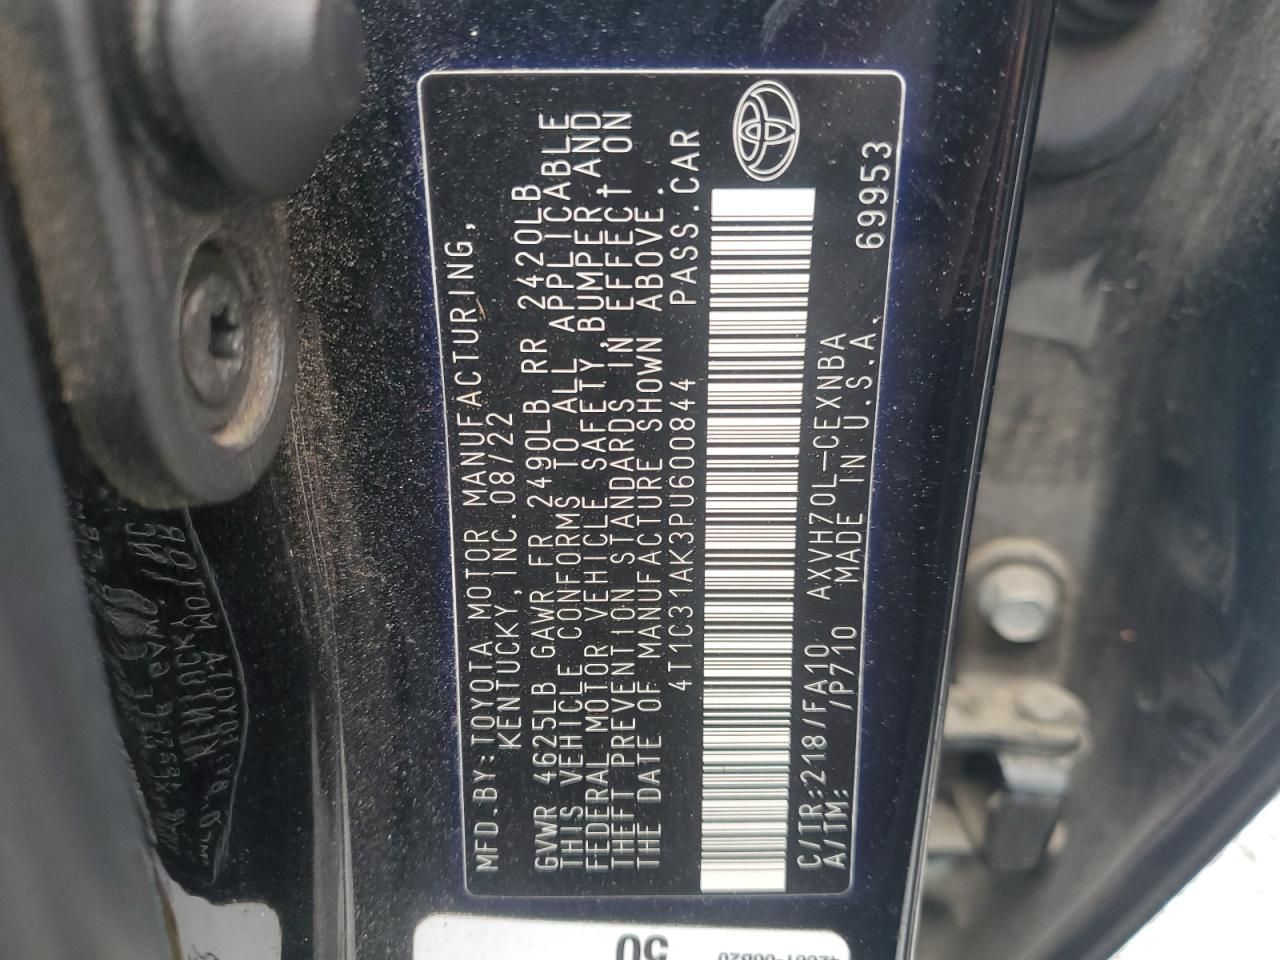 MFD.BY:TOYOTA MOTOR MANUFACTURING,
KENTUCKY,INC.08/22
GVWR 4625LB GAWR FR 2490LB RR 2420LB
THIS VEHICLE CONFORMS TO ALL APPLICABLE
FEDERAL MOTOR VEHICLE SAFETY, BUMPER, AND
THEFT PREVENTION STANDARDS IN EFFECT ON
THE DATE OF MANUFACTURE SHOWN ABOVE.
4T1C31AK3PU600844 PASS.CAR
C/TR:218/FA10 AXVH70L-CEXNBA
A/TM: /P710 MADE IN U.S.A.
69953
50